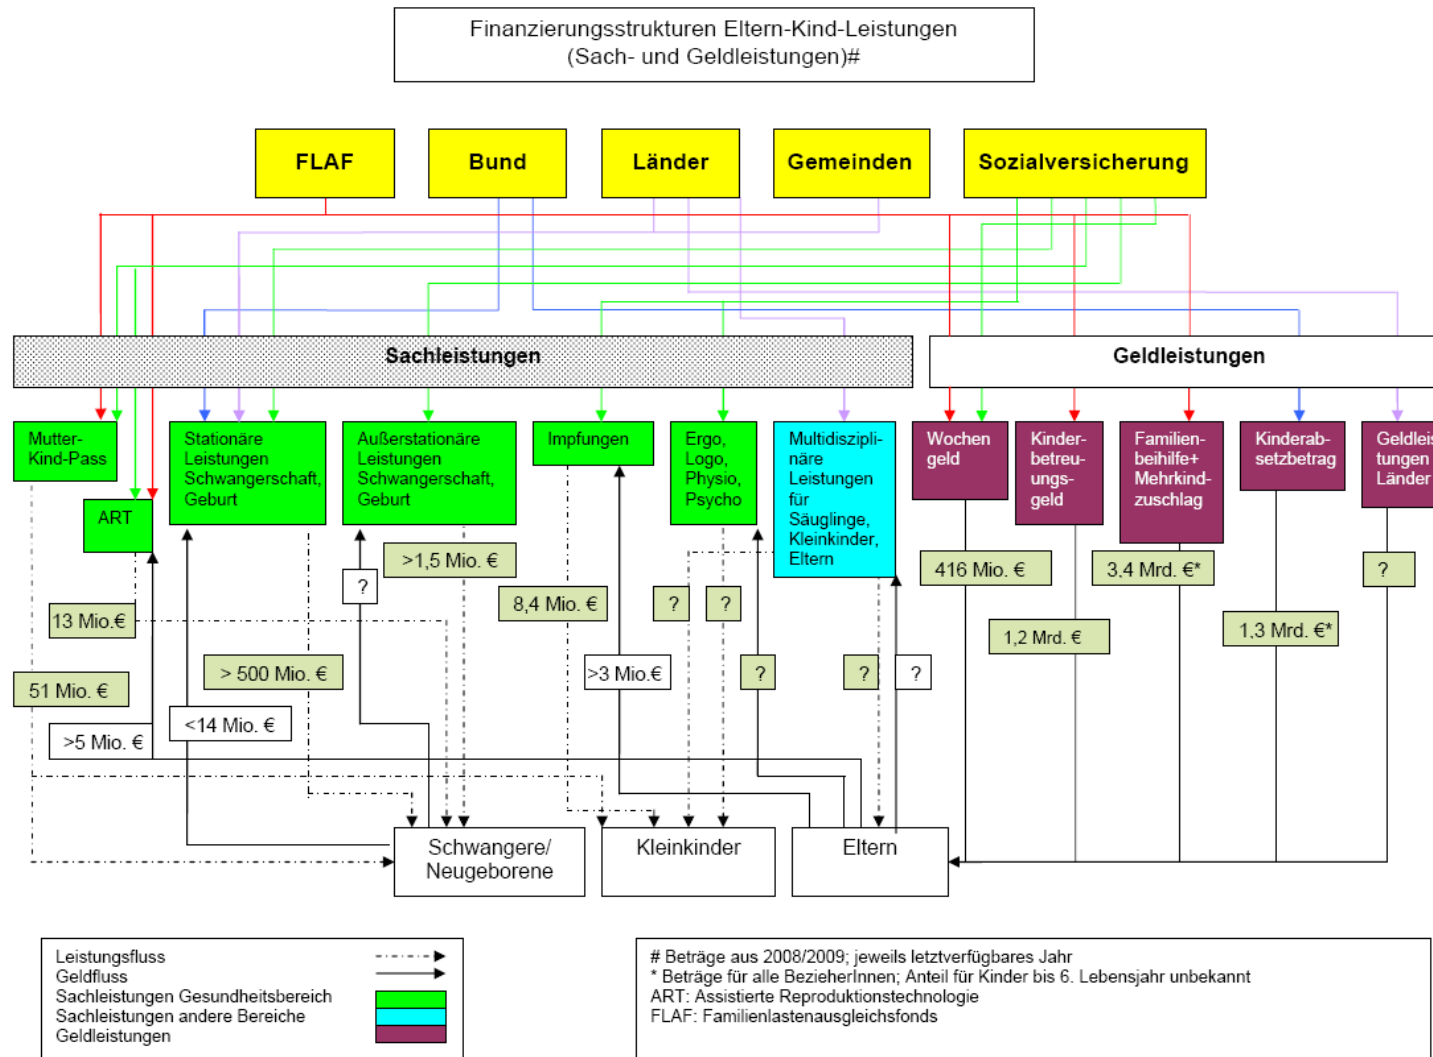 Finanzierungsstrukturen Eltern-Kind-Leistungen
(Sach- und Geldleistungen)#
FLAF
Bund
Länder
Gemeinden
Sozialversicherung
Sachleistungen
Geldleistungen
Mutter-
Kind-Pass
ART
Stationäre
Leistungen
Schwangerschaft,
Geburt
Außerstationäre
Leistungen
Schwangerschaft,
Geburt
Impfungen
Ergo,
Logo,
Physio,
Psycho
Multidiszipli-
näre
Leistungen
für
Säuglinge,
Kleinkinder,
Eltern
Wochen
geld
Kinder-
betreu-
ungs-
geld
Familien-
beihilfe+
Mehrkind-
zuschlag
Kinderab-
setzbetrag
Geldleis
tungen
Länder
>1,5 Mio. €
?
416 Mio. €
3,4 Mrd. €*
?
13 Mio.€
8,4 Mio. €
?
?
1,2 Mrd. €
1,3 Mrd. €*
51 Mio. €
> 500 Mio. €
>3 Mio.€
?
?
?
>5 Mio. €
<14 Mio. €
Schwangere/
Neugeborene
Kleinkinder
Eltern
Leistungsfluss
Geldfluss
Sachleistungen Gesundheitsbereich
Sachleistungen andere Bereiche
Geldleistungen
# Beträge aus 2008/2009; jeweils letztverfügbares Jahr
* Beträge für alle BezieherInnen; Anteil für Kinder bis 6. Lebensjahr unbekannt
ART: Assistierte Reproduktionstechnologie
FLAF: Familienlastenausgleichsfonds